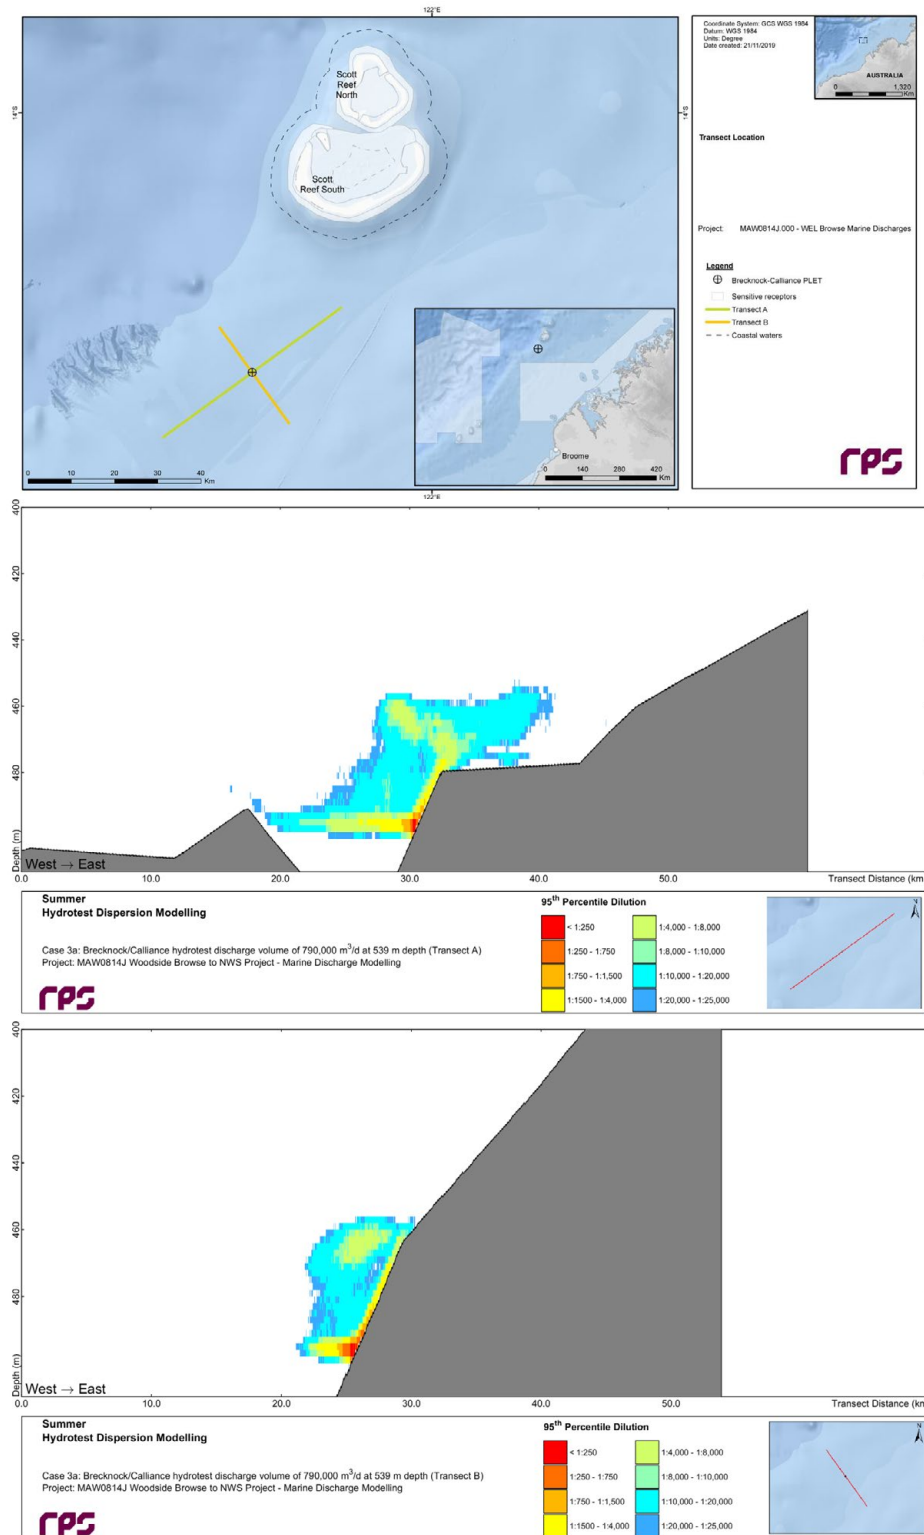 122°E
14°S
14°S
Scott
Reef
North
Scott
Reef South
0 10 20 30 40
Km
122°E
Broome
0 140 280 420
Km
Coordinate System: GCS WGS 1984
Datum: WGS 1984
Units: Degree
Date created: 21/11/2019
AUSTRALIA
0 1,320
Km
Transect Location
Project: MAW0814J.000 - WEL Browse Marine Discharges
Legend
Brecknock-Calliance PLET
Sensitive receptors
Transect A
Transect B
Coastal waters
rps
400
420
440
460
480
Depth (m)
West → East
0.0 10.0 20.0 30.0 40.0 50.0 Transect Distance (km
Summer
Hydrotest Dispersion Modelling
Case 3a: Brecknock/Calliance hydrotest discharge volume of 790,000 m³/d at 539 m depth (Transect A)
Project: MAW0814J Woodside Browse to NWS Project - Marine Discharge Modelling
rps
95th Percentile Dilution
< 1:250
1:250 - 1:750
1:750 - 1:1,500
1:1500 - 1:4,000
1:4,000 - 1:8,000
1:8,000 - 1:10,000
1:10,000 - 1:20,000
1:20,000 - 1:25,000
N
400
420
440
460
480
Depth (m)
West → East
0.0 10.0 20.0 30.0 40.0 50.0 Transect Distance (km
Summer
Hydrotest Dispersion Modelling
Case 3a: Brecknock/Calliance hydrotest discharge volume of 790,000 m³/d at 539 m depth (Transect B)
Project: MAW0814J Woodside Browse to NWS Project - Marine Discharge Modelling
rps
95th Percentile Dilution
< 1:250
1:250 - 1:750
1:750 - 1:1,500
1:1500 - 1:4,000
1:4,000 - 1:8,000
1:8,000 - 1:10,000
1:10,000 - 1:20,000
1:20,000 - 1:25,000
N